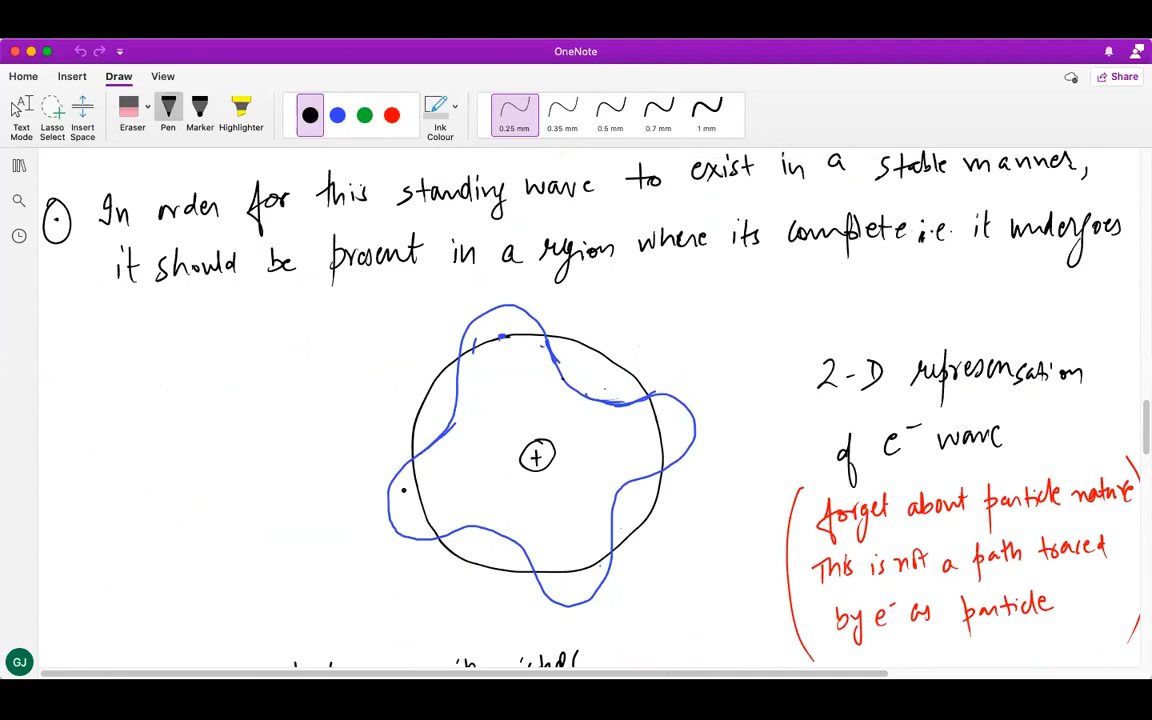 OneNote
Home Insert Draw View
Share
Text Mode
Lasso Select
Insert Space
Eraser
Pen
Marker
Highlighter
Ink Colour
0.25 mm
0.35 mm
0.5 mm
0.7 mm
1 mm
In order for this standing wave to exist in a stable manner,
it should be present in a region where its complete i.e. it undergoes
+
2-D represensation
of e⁻ wave
(forget about particle nature
This is not a path traced
by e⁻ as particle)
GJ